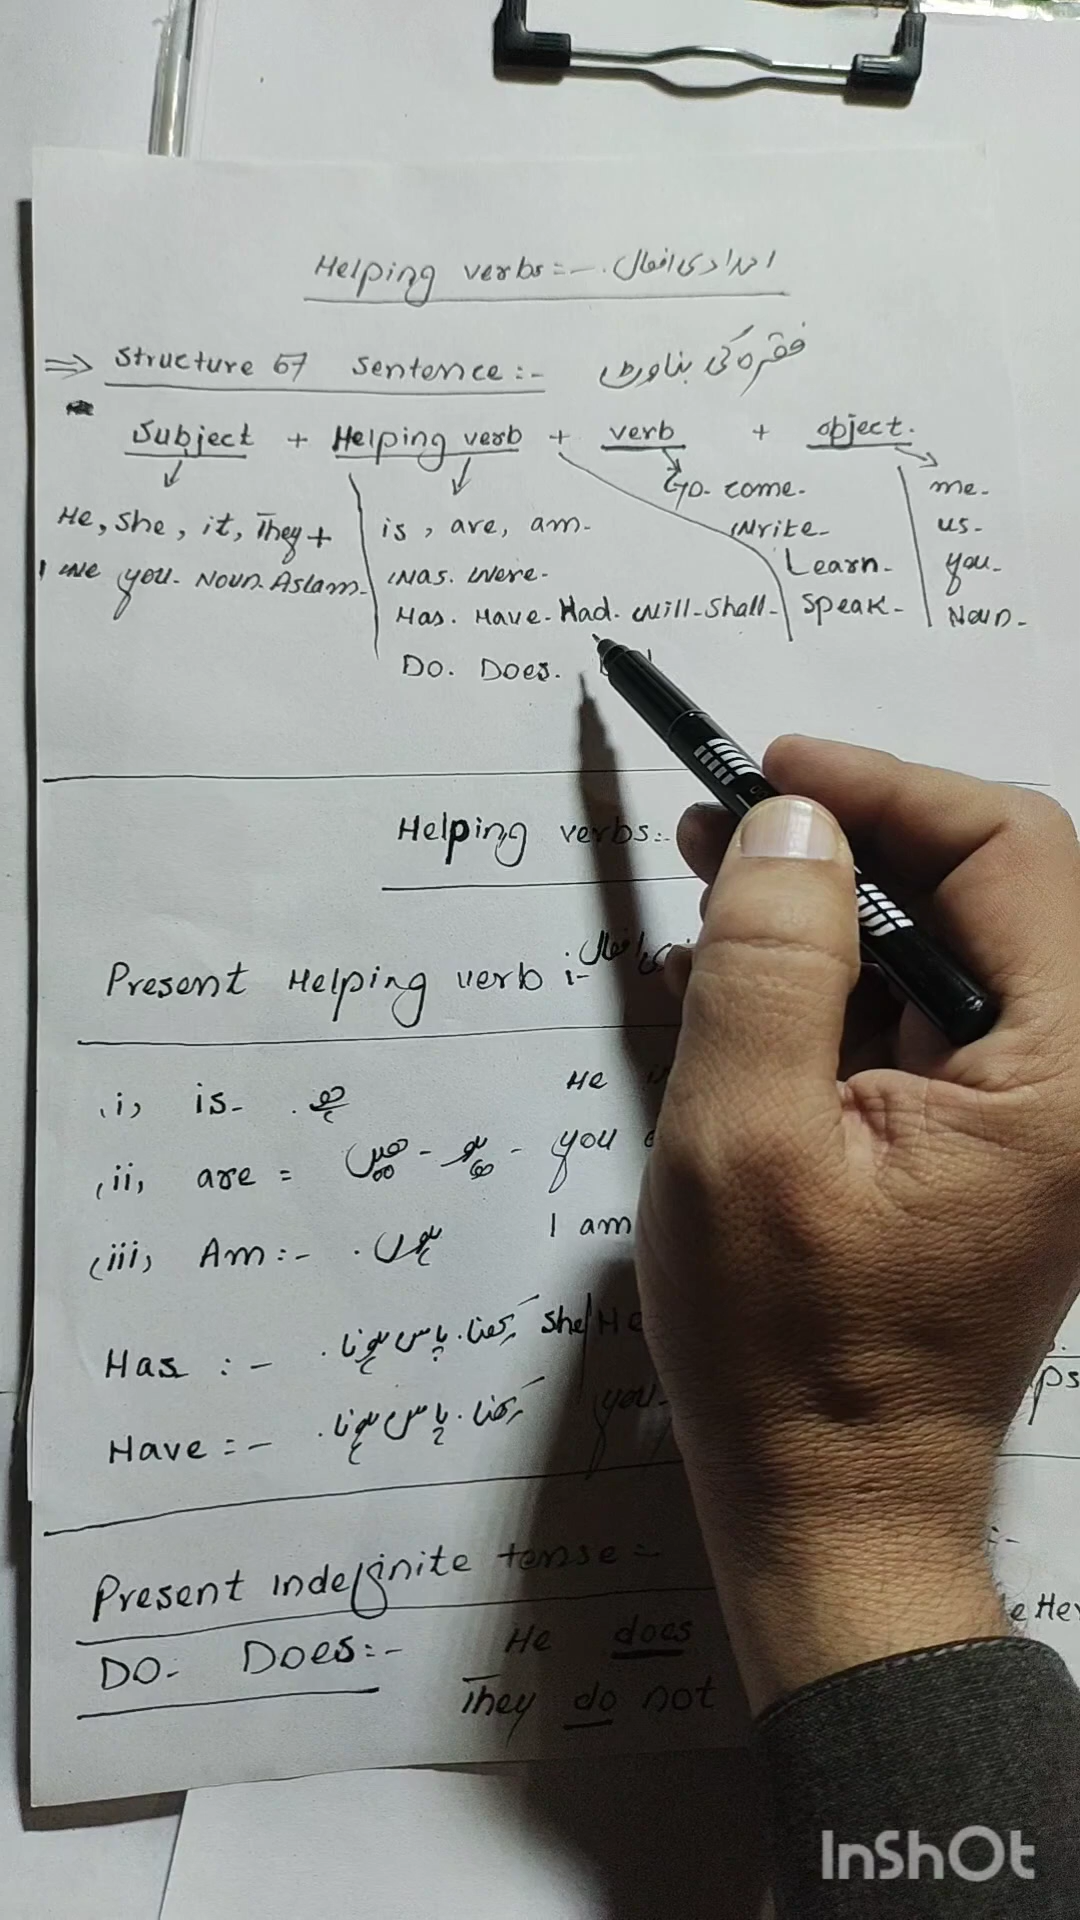 Helping verbs:-. امدادی افعال
⇒ Structure of Sentence:- فقرہ کی بناوٹ
Subject + Helping verb + verb + object.
He, She, it, They +
I we you. Noun. Aslam.
is, are, am.
Was. Were.
Has. Have. Had. Will. Shall.
DO. Does.
Go. come.
Write.
Learn.
Speak.
me.
us.
you.
Noun.
Helping verbs:-
Present Helping verb :- افعال
(i) is. ہے. He
(ii) are = ہیں - ہو - you
(iii) Am:- ہوں. I am
Has :- رکھنا. پاس ہونا. She/He
Have :- رکھنا. پاس ہونا. you.
Present indefinite tense :-
DO. Does:- He does
They do not
InShOt